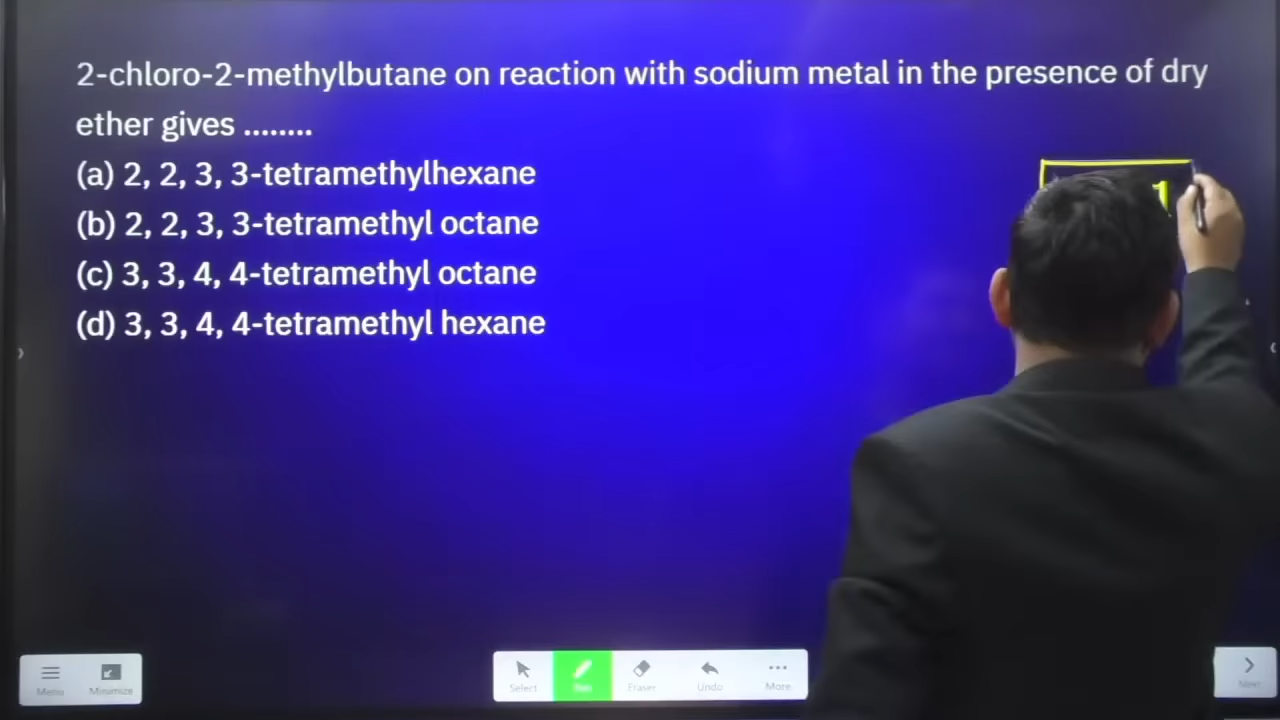 2-chloro-2-methylbutane on reaction with sodium metal in the presence of dry
ether gives ........
(a) 2, 2, 3, 3-tetramethylhexane
(b) 2, 2, 3, 3-tetramethyl octane
(c) 3, 3, 4, 4-tetramethyl octane
(d) 3, 3, 4, 4-tetramethyl hexane
Menu Minimize Select Pen Eraser Undo More Next